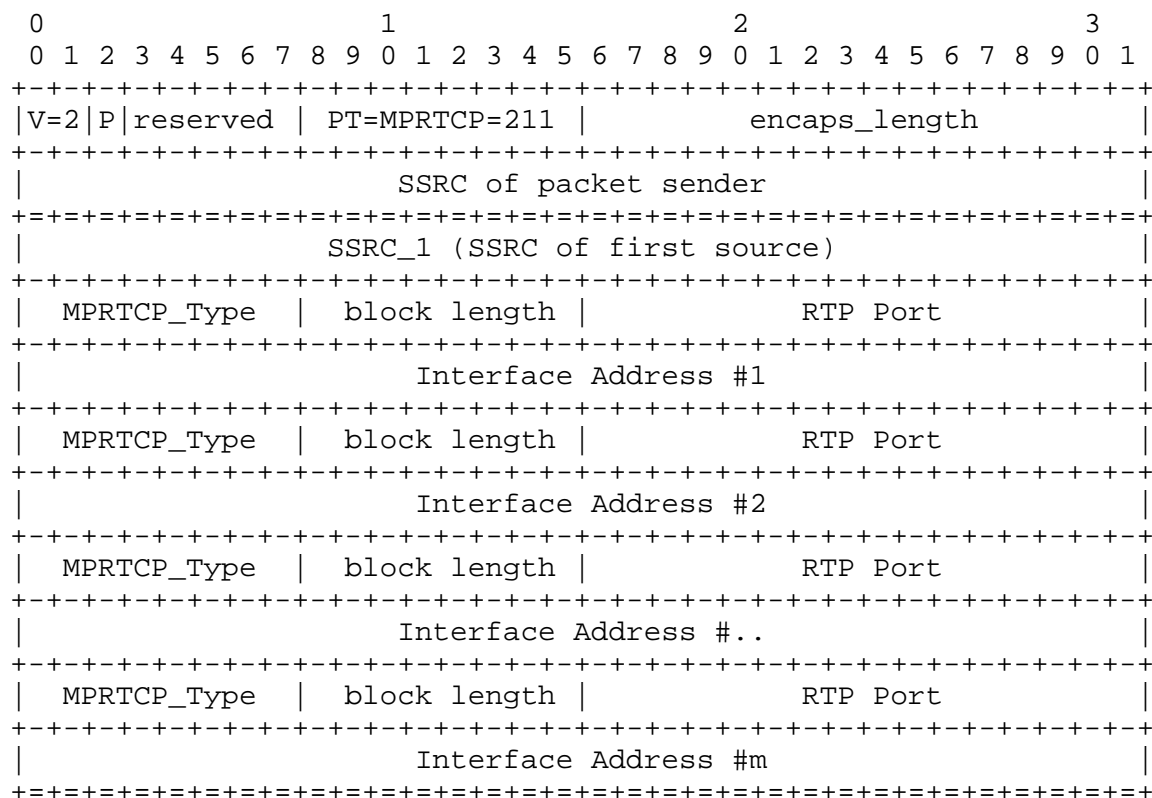 0                   1                   2                   3
 0 1 2 3 4 5 6 7 8 9 0 1 2 3 4 5 6 7 8 9 0 1 2 3 4 5 6 7 8 9 0 1
+-+-+-+-+-+-+-+-+-+-+-+-+-+-+-+-+-+-+-+-+-+-+-+-+-+-+-+-+-+-+-+-+
|V=2|P|reserved | PT=MPRTCP=211 |         encaps_length         |
+-+-+-+-+-+-+-+-+-+-+-+-+-+-+-+-+-+-+-+-+-+-+-+-+-+-+-+-+-+-+-+-+
|                     SSRC of packet sender                     |
+=+=+=+=+=+=+=+=+=+=+=+=+=+=+=+=+=+=+=+=+=+=+=+=+=+=+=+=+=+=+=+=+
|                 SSRC_1 (SSRC of first source)                 |
+-+-+-+-+-+-+-+-+-+-+-+-+-+-+-+-+-+-+-+-+-+-+-+-+-+-+-+-+-+-+-+-+
|  MPRTCP_Type  |  block length |            RTP Port           |
+-+-+-+-+-+-+-+-+-+-+-+-+-+-+-+-+-+-+-+-+-+-+-+-+-+-+-+-+-+-+-+-+
|                      Interface Address #1                     |
+-+-+-+-+-+-+-+-+-+-+-+-+-+-+-+-+-+-+-+-+-+-+-+-+-+-+-+-+-+-+-+-+
|  MPRTCP_Type  |  block length |            RTP Port           |
+-+-+-+-+-+-+-+-+-+-+-+-+-+-+-+-+-+-+-+-+-+-+-+-+-+-+-+-+-+-+-+-+
|                      Interface Address #2                     |
+-+-+-+-+-+-+-+-+-+-+-+-+-+-+-+-+-+-+-+-+-+-+-+-+-+-+-+-+-+-+-+-+
|  MPRTCP_Type  |  block length |            RTP Port           |
+-+-+-+-+-+-+-+-+-+-+-+-+-+-+-+-+-+-+-+-+-+-+-+-+-+-+-+-+-+-+-+-+
|                     Interface Address #..                     |
+-+-+-+-+-+-+-+-+-+-+-+-+-+-+-+-+-+-+-+-+-+-+-+-+-+-+-+-+-+-+-+-+
|  MPRTCP_Type  |  block length |            RTP Port           |
+-+-+-+-+-+-+-+-+-+-+-+-+-+-+-+-+-+-+-+-+-+-+-+-+-+-+-+-+-+-+-+-+
|                      Interface Address #m                     |
+=+=+=+=+=+=+=+=+=+=+=+=+=+=+=+=+=+=+=+=+=+=+=+=+=+=+=+=+=+=+=+=+